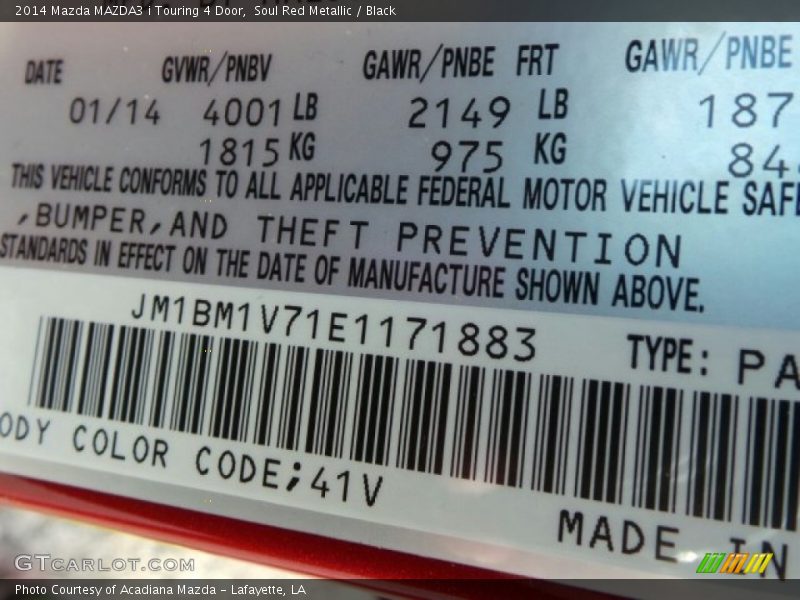 2014 Mazda MAZDA3 i Touring 4 Door, Soul Red Metallic / Black
DATE GVWR/PNBV GAWR/PNBE FRT GAWR/PNBE
01/14 4001 LB 2149 LB 187
1815 KG 975 KG 84
THIS VEHICLE CONFORMS TO ALL APPLICABLE FEDERAL MOTOR VEHICLE SAFE
,BUMPER,AND THEFT PREVENTION
STANDARDS IN EFFECT ON THE DATE OF MANUFACTURE SHOWN ABOVE.
JM1BM1V71E1171883 TYPE: PA
ODY COLOR CODE;41V
MADE IN
GTCARLOT.COM
Photo Courtesy of Acadiana Mazda – Lafayette, LA